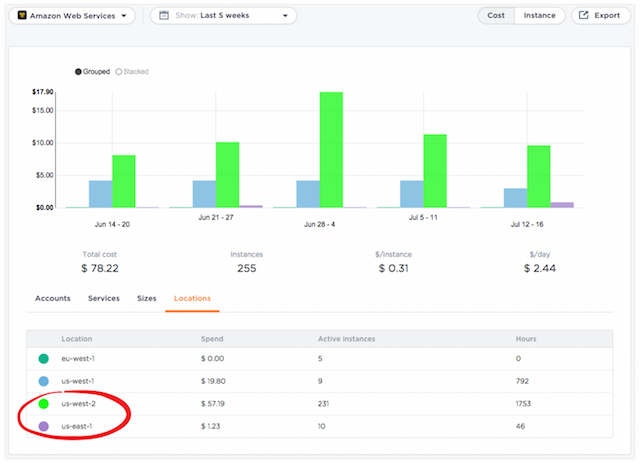 Amazon Web Services Show: Last 5 weeks Cost Instance Export
Grouped Stacked
$17.90
$15.00
$10.00
$5.00
$0.00
Jun 14 - 20 Jun 21 - 27 Jun 28 - 4 Jul 5 - 11 Jul 12 - 16
Total cost Instances $/instance $/day
$ 78.22 255 $ 0.31 $ 2.44
Accounts Services Sizes Locations
Location Spend Active instances Hours
eu-west-1 $ 0.00 5 0
us-west-1 $ 19.80 9 792
us-west-2 $ 57.19 231 1753
us-east-1 $ 1.23 10 46